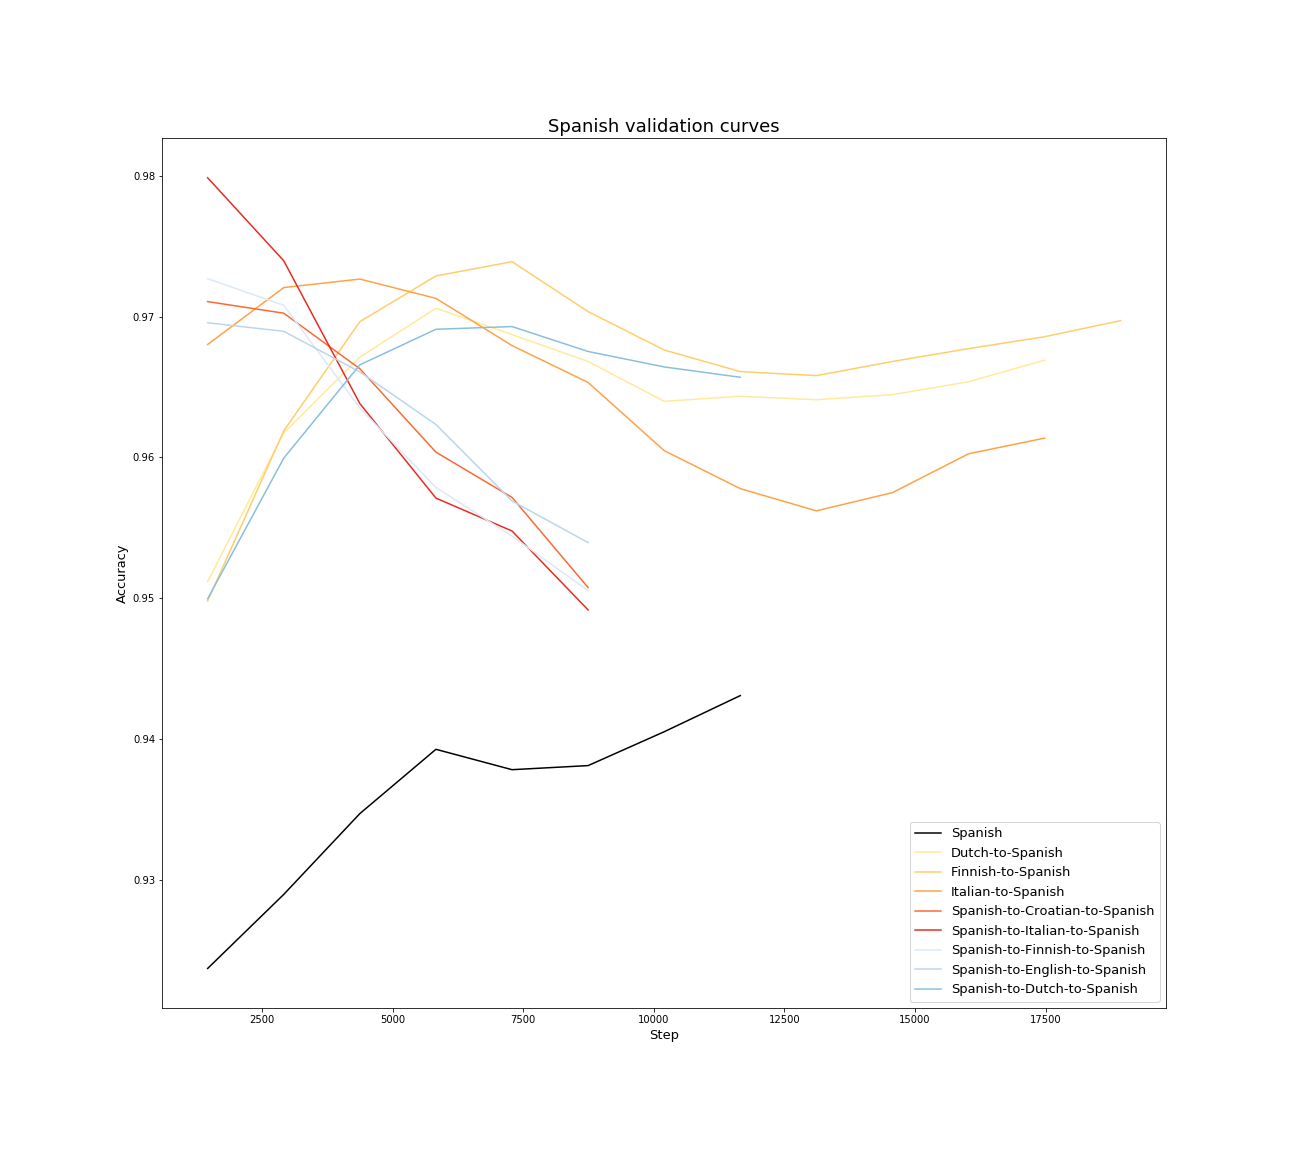 Spanish validation curves
0.98
0.97
0.96
0.95
0.94
0.93
Accuracy
2500 5000 7500 10000 12500 15000 17500
Step
Spanish
Dutch-to-Spanish
Finnish-to-Spanish
Italian-to-Spanish
Spanish-to-Croatian-to-Spanish
Spanish-to-Italian-to-Spanish
Spanish-to-Finnish-to-Spanish
Spanish-to-English-to-Spanish
Spanish-to-Dutch-to-Spanish